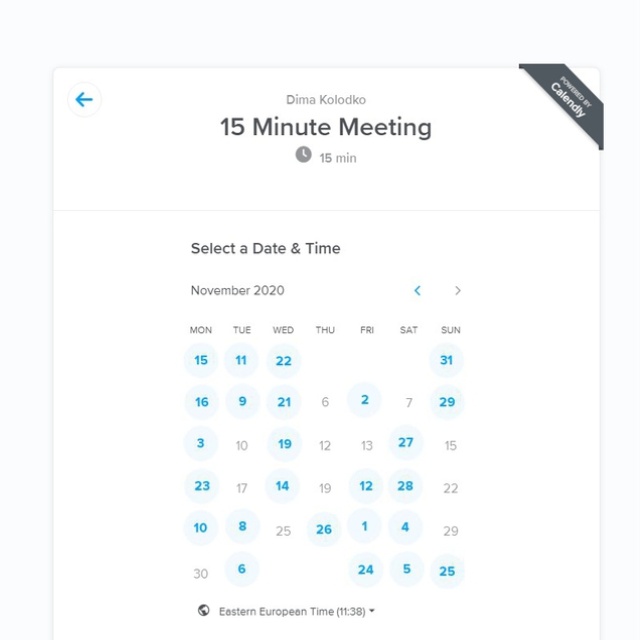 POWERED BY
Calendly
Dima Kolodko
15 Minute Meeting
15 min
Select a Date & Time
November 2020
MON TUE WED THU FRI SAT SUN
15 11 22 31
16 9 21 6 2 7 29
3 10 19 12 13 27 15
23 17 14 19 12 28 22
10 8 25 26 1 4 29
30 6 24 5 25
Eastern European Time (11:38)